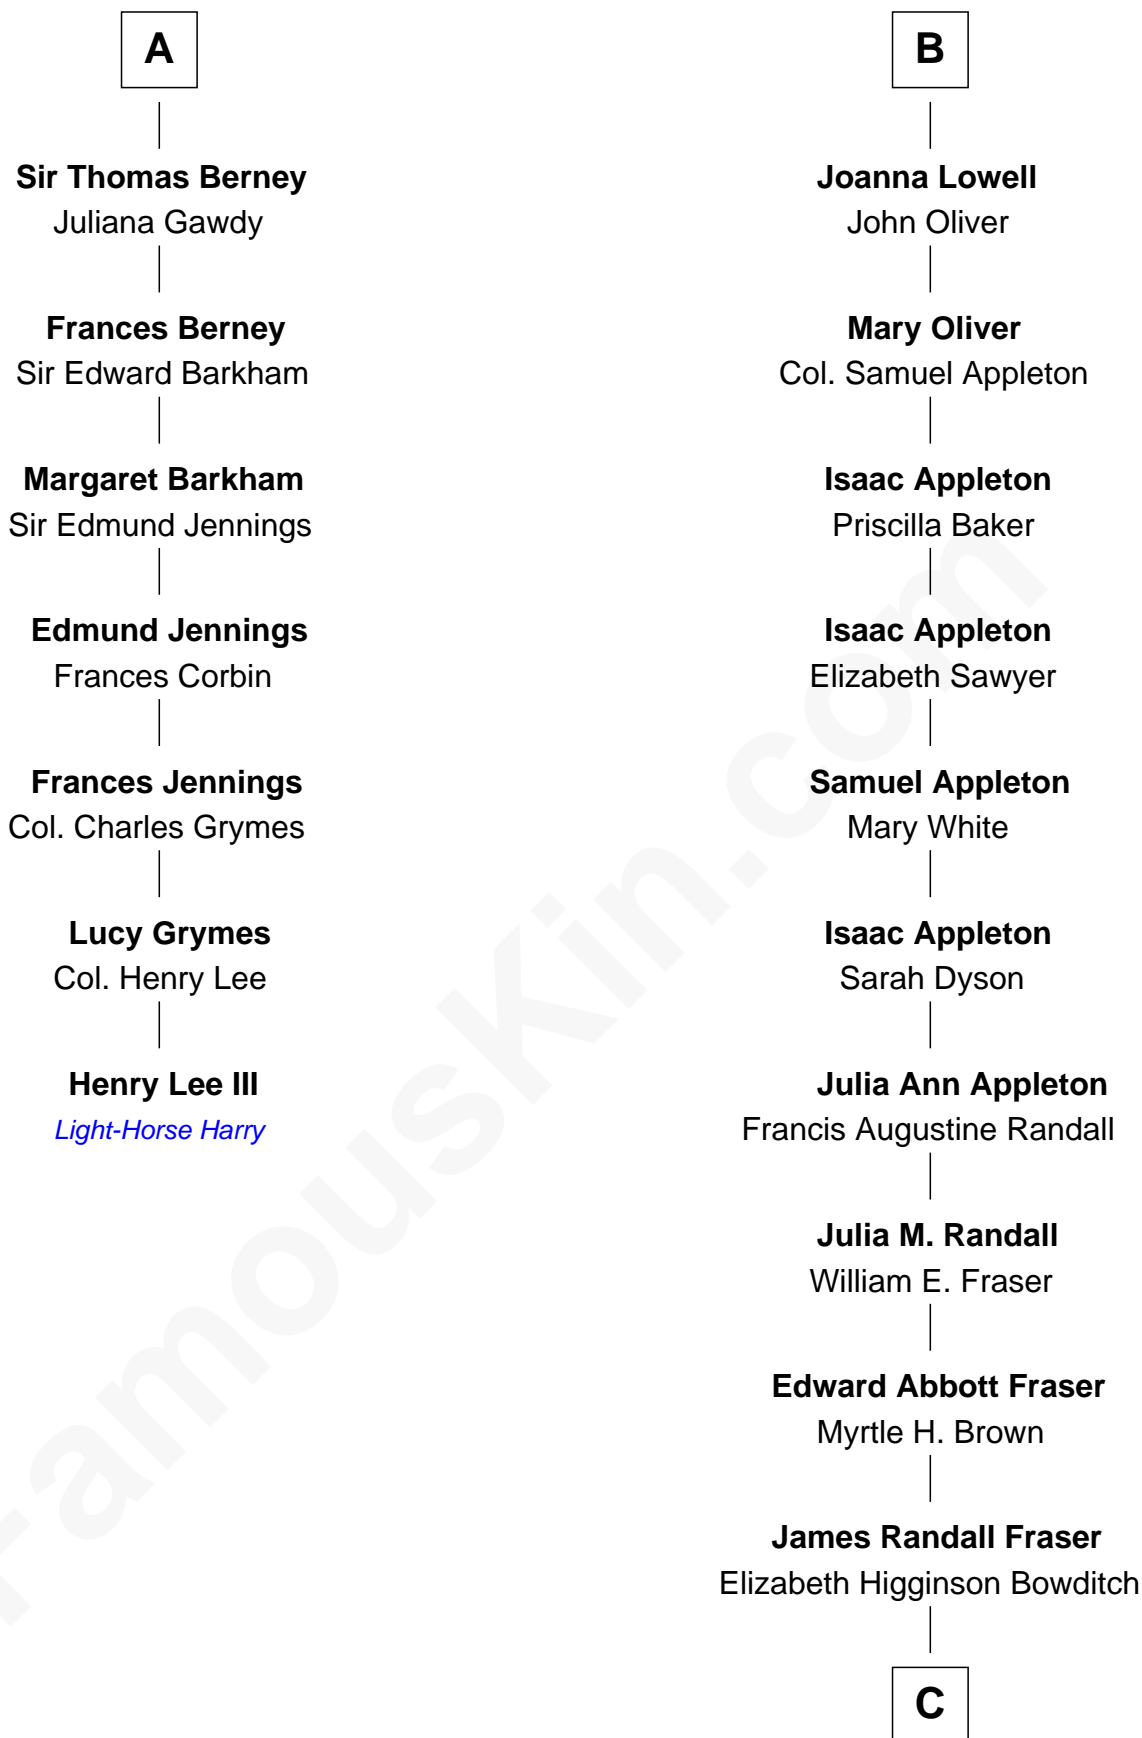 A
Sir Thomas Berney
Juliana Gawdy
Frances Berney
Sir Edward Barkham
Margaret Barkham
Sir Edmund Jennings
Edmund Jennings
Frances Corbin
Frances Jennings
Col. Charles Grymes
Lucy Grymes
Col. Henry Lee
Henry Lee III
Light-Horse Harry
B
Joanna Lowell
John Oliver
Mary Oliver
Col. Samuel Appleton
Isaac Appleton
Priscilla Baker
Isaac Appleton
Elizabeth Sawyer
Samuel Appleton
Mary White
Isaac Appleton
Sarah Dyson
Julia Ann Appleton
Francis Augustine Randall
Julia M. Randall
William E. Fraser
Edward Abbott Fraser
Myrtle H. Brown
James Randall Fraser
Elizabeth Higginson Bowditch
C
FamousKin.com